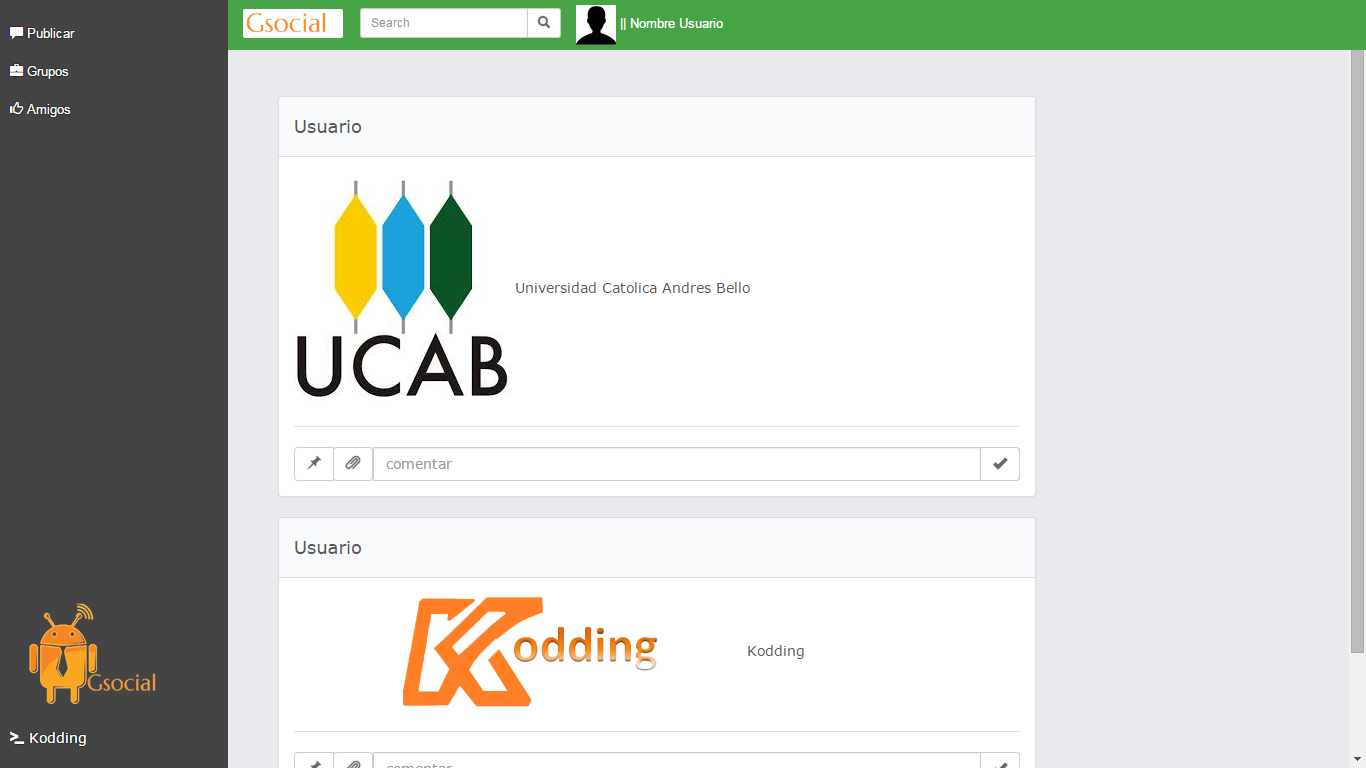 Publicar
Grupos
Amigos
Gsocial
Kodding
Gsocial
Search
|| Nombre Usuario
Usuario
UCAB
Universidad Catolica Andres Bello
comentar
Usuario
Kodding
Kodding
comentar